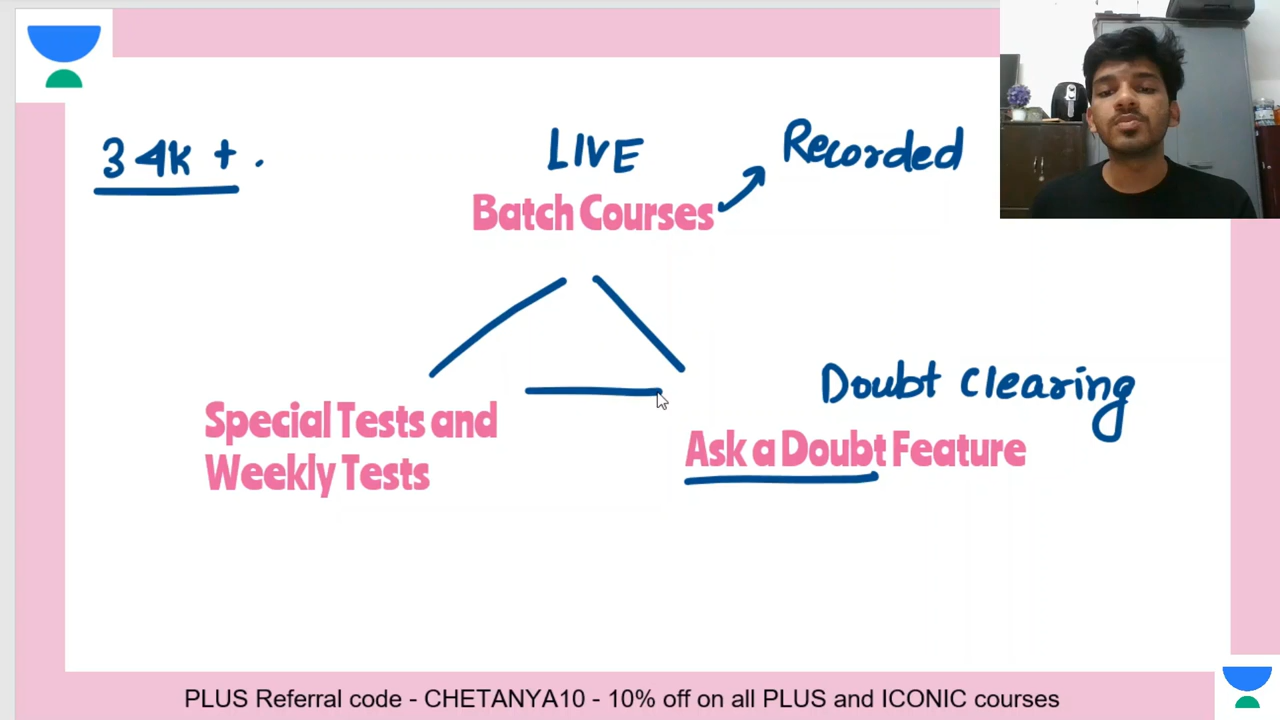 34K + .
LIVE
Recorded
Batch Courses
Doubt Clearing
Special Tests and
Weekly Tests
Ask a Doubt Feature
PLUS Referral code - CHETANYA10 - 10% off on all PLUS and ICONIC courses